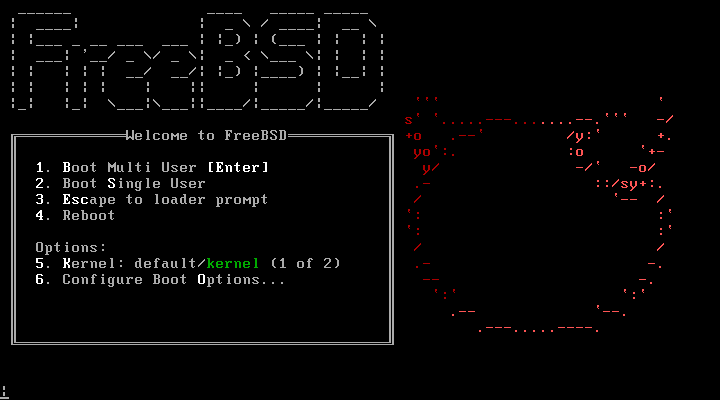 FreeBSD
Welcome to FreeBSD
1. Boot Multi User [Enter]
2. Boot Single User
3. Escape to loader prompt
4. Reboot
Options:
5. Kernel: default/kernel (1 of 2)
6. Configure Boot Options...